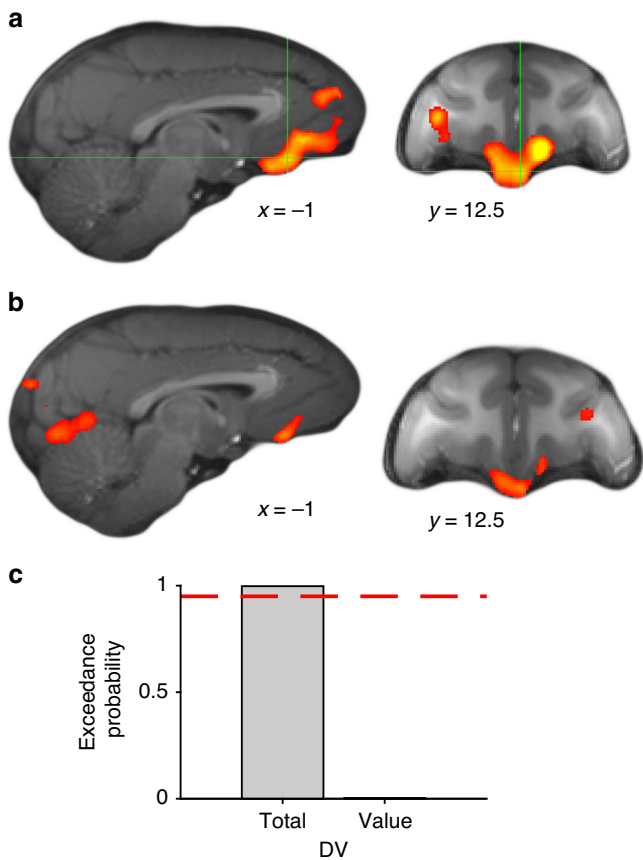 a
x = –1
y = 12.5
b
x = –1
y = 12.5
c
Exceedance
probability
1
0.5
0
Total
Value
DV